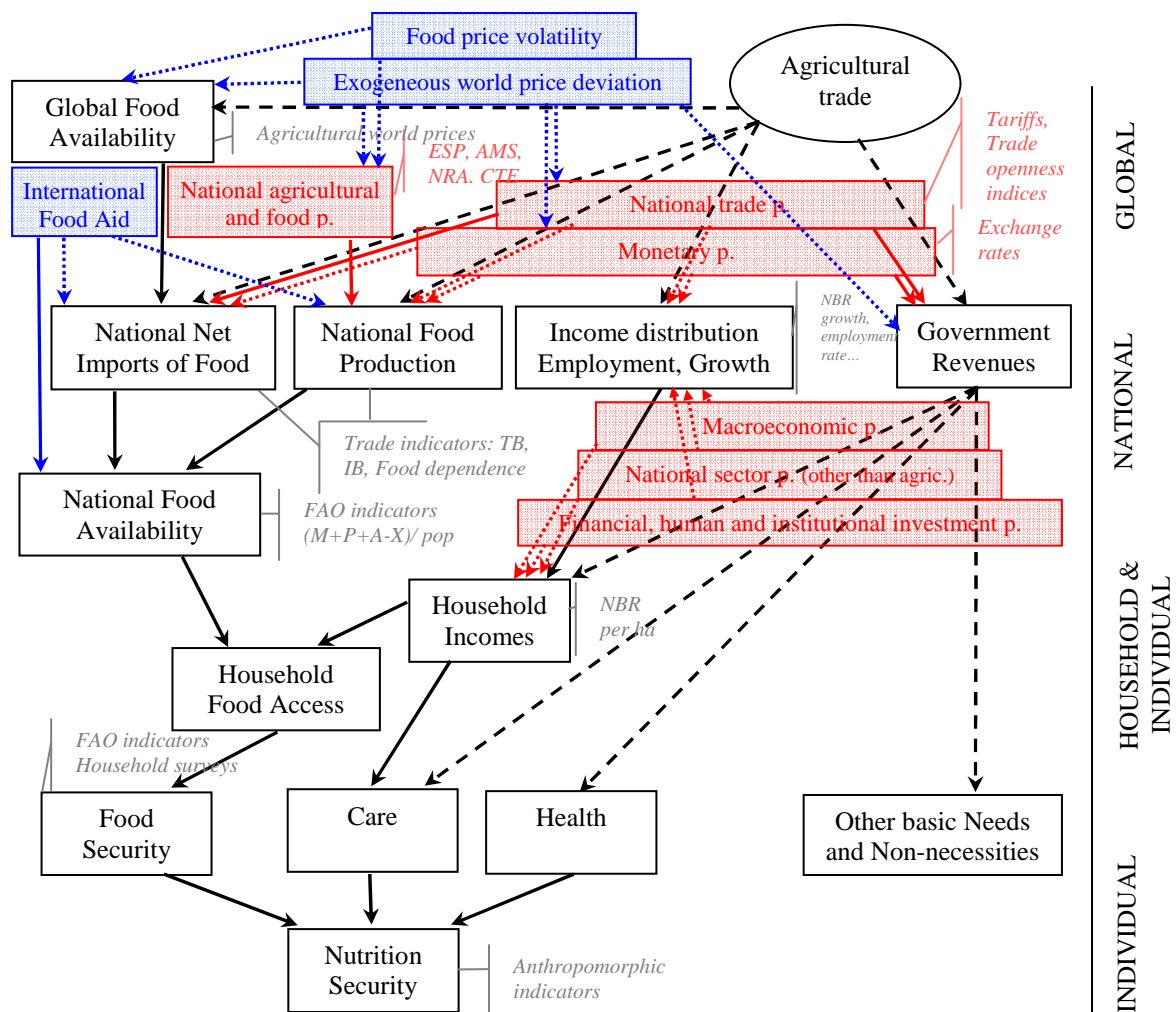 Food price volatility
Exogeneous world price deviation
Agricultural
trade
Global Food
Availability
Agricultural world prices
ESP, AMS,
NRA. CTE
Tariffs,
Trade
openness
indices
GLOBAL
International
Food Aid
National agricultural
and food p.
National trade p.
Monetary p.
Exchange
rates
National Net
Imports of Food
National Food
Production
Income distribution
Employment, Growth
NBR
growth,
employment
rate…
Government
Revenues
NATIONAL
Macroeconomic p.
Trade indicators: TB,
IB, Food dependence
National sector p. (other than agric.)
National Food
Availability
FAO indicators
(M+P+A-X)/ pop
Financial, human and institutional investment p.
Household
Incomes
NBR
per ha
HOUSEHOLD &
INDIVIDUAL
Household
Food Access
FAO indicators
Household surveys
Food
Security
Care
Health
Other basic Needs
and Non-necessities
Nutrition
Security
Anthropomorphic
indicators
INDIVIDUAL